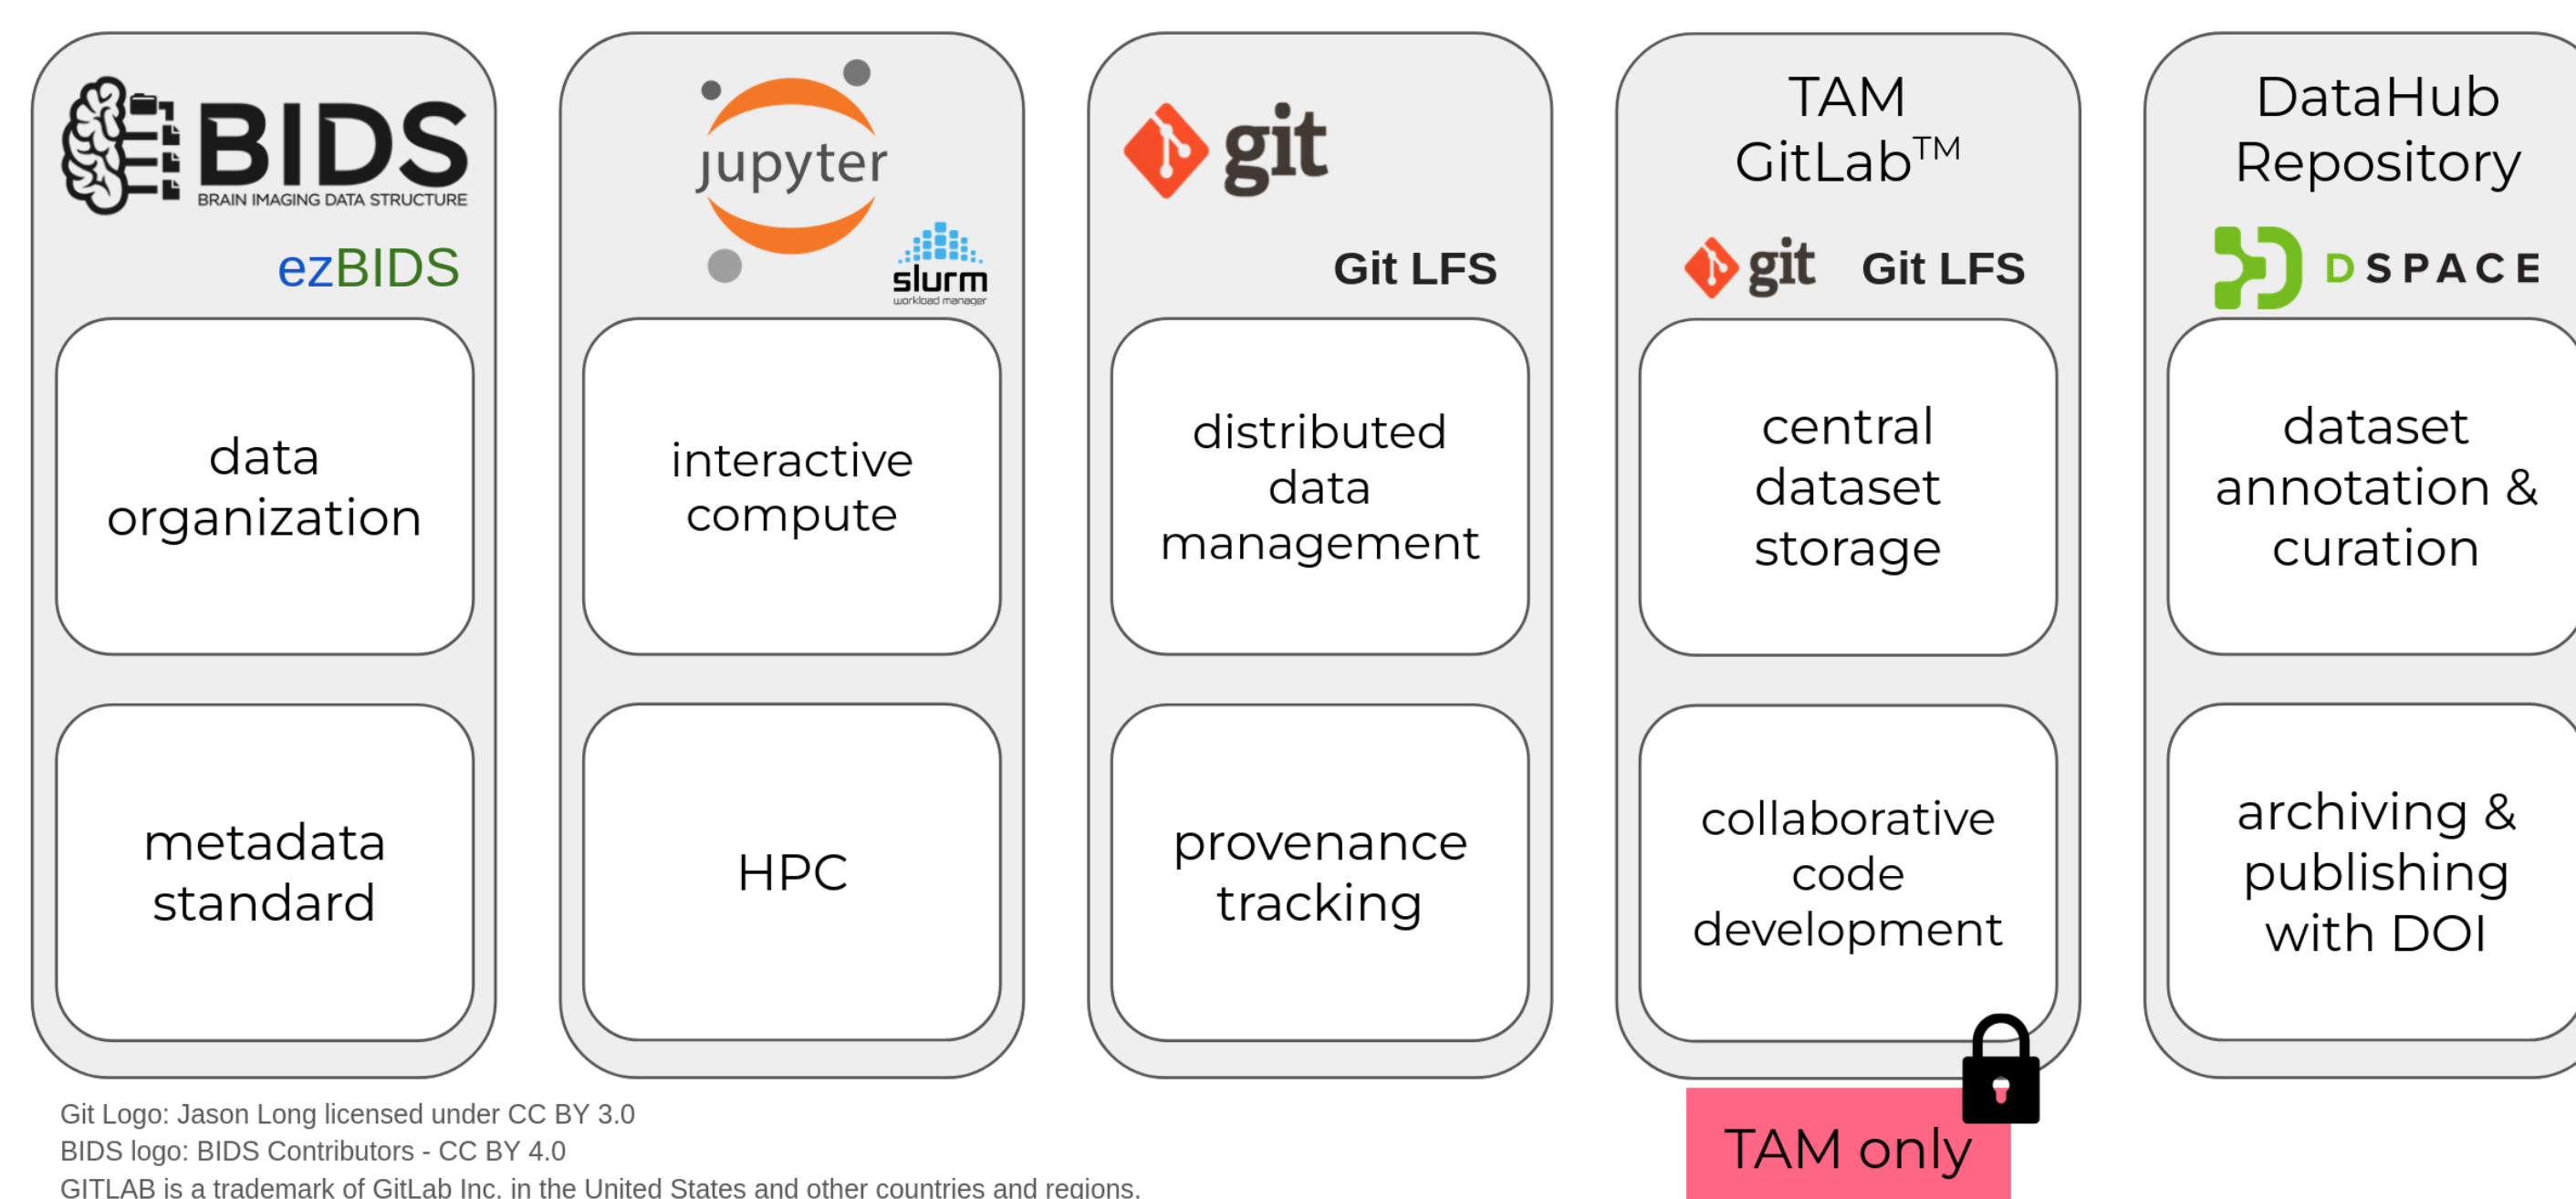 BIDS
BRAIN IMAGING DATA STRUCTURE
ezBIDS
data
organization
metadata
standard
jupyter
slurm
workload manager
interactive
compute
HPC
git
Git LFS
distributed
data
management
provenance
tracking
TAM
GitLab™
git Git LFS
central
dataset
storage
collaborative
code
development
TAM only
DataHub
Repository
DSPACE
dataset
annotation &
curation
archiving &
publishing
with DOI
Git Logo: Jason Long licensed under CC BY 3.0
BIDS logo: BIDS Contributors - CC BY 4.0
GITLAB is a trademark of GitLab Inc. in the United States and other countries and regions.